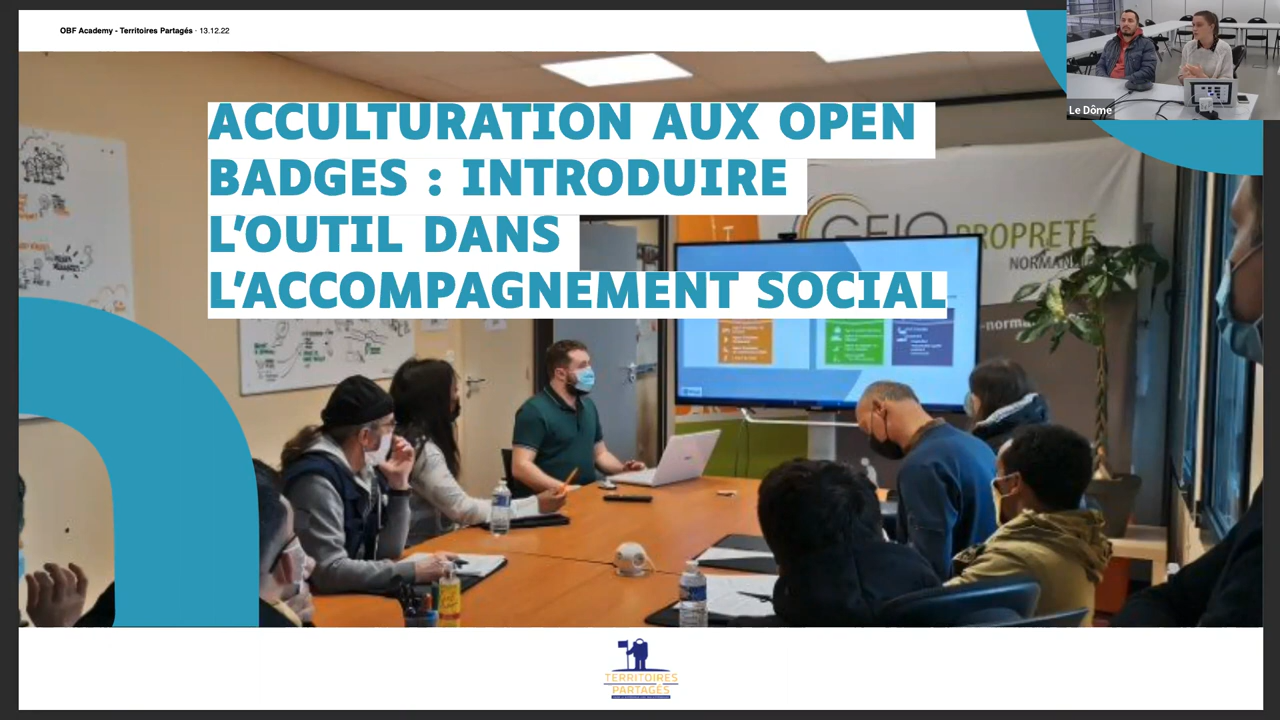 OBF Academy - Territoires Partagés · 13.12.22
Le Dôme
ACCULTURATION AUX OPEN
BADGES : INTRODUIRE
L'OUTIL DANS
L'ACCOMPAGNEMENT SOCIAL
GEIQ
PROPRETÉ
TERRITOIRES
PARTAGÉS